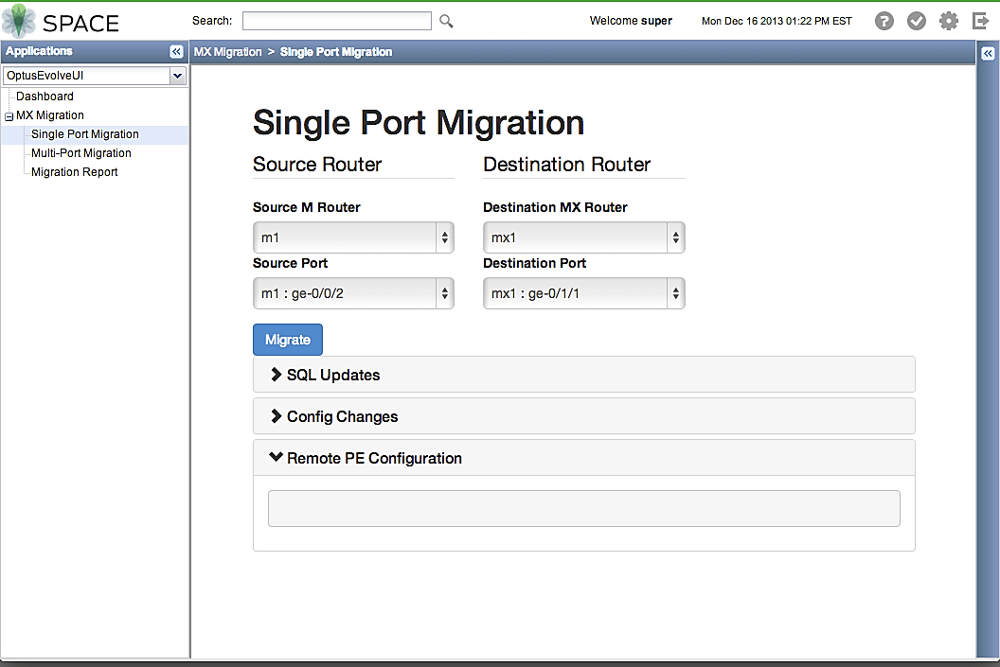 SPACE
Search:
Welcome super
Mon Dec 16 2013 01:22 PM EST
Applications
MX Migration > Single Port Migration
OptusEvolveUI
Dashboard
MX Migration
Single Port Migration
Multi-Port Migration
Migration Report
Single Port Migration
Source Router
Destination Router
Source M Router
Destination MX Router
m1
mx1
Source Port
Destination Port
m1 : ge-0/0/2
mx1 : ge-0/1/1
Migrate
SQL Updates
Config Changes
Remote PE Configuration